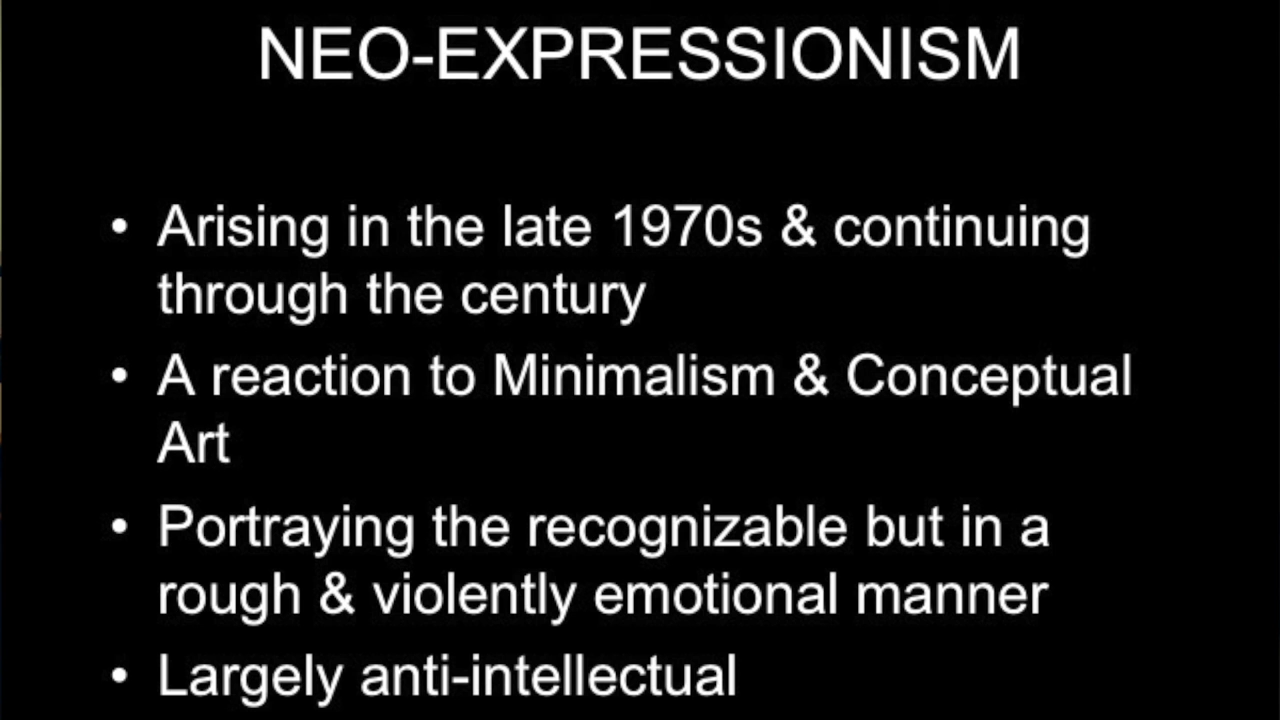 NEO-EXPRESSIONISM
• Arising in the late 1970s & continuing
through the century
• A reaction to Minimalism & Conceptual
Art
• Portraying the recognizable but in a
rough & violently emotional manner
• Largely anti-intellectual